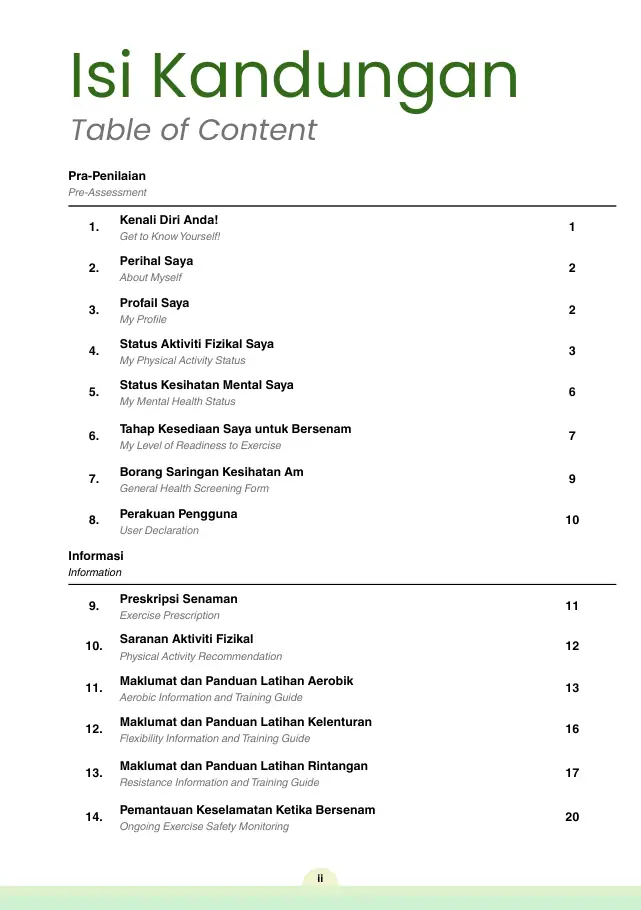 Isi Kandungan
Table of Content
Pra-Penilaian
Pre-Assessment
1. Kenali Diri Anda! 1
Get to Know Yourself!
2. Perihal Saya 2
About Myself
3. Profail Saya 2
My Profile
4. Status Aktiviti Fizikal Saya 3
My Physical Activity Status
5. Status Kesihatan Mental Saya 6
My Mental Health Status
6. Tahap Kesediaan Saya untuk Bersenam 7
My Level of Readiness to Exercise
7. Borang Saringan Kesihatan Am 9
General Health Screening Form
8. Perakuan Pengguna 10
User Declaration
Informasi
Information
9. Preskripsi Senaman 11
Exercise Prescription
10. Saranan Aktiviti Fizikal 12
Physical Activity Recommendation
11. Maklumat dan Panduan Latihan Aerobik 13
Aerobic Information and Training Guide
12. Maklumat dan Panduan Latihan Kelenturan 16
Flexibility Information and Training Guide
13. Maklumat dan Panduan Latihan Rintangan 17
Resistance Information and Training Guide
14. Pemantauan Keselamatan Ketika Bersenam 20
Ongoing Exercise Safety Monitoring
ii